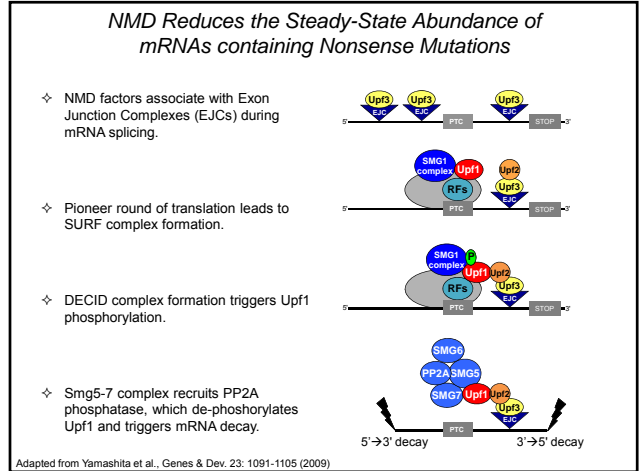 NMD Reduces the Steady-State Abundance of
mRNAs containing Nonsense Mutations
✧ NMD factors associate with Exon
Junction Complexes (EJCs) during
mRNA splicing.
Upf3 Upf3 Upf3
EJC EJC EJC
5' PTC STOP 3'
✧ Pioneer round of translation leads to
SURF complex formation.
SMG1
complex Upf1 Upf2
RFs Upf3
EJC
5' PTC STOP 3'
✧ DECID complex formation triggers Upf1
phosphorylation.
P
SMG1
complex Upf1 Upf2
RFs Upf3
EJC
5' PTC STOP 3'
✧ Smg5-7 complex recruits PP2A
phosphatase, which de-phoshorylates
Upf1 and triggers mRNA decay.
SMG6
PP2A SMG5
SMG7 Upf1 Upf2
Upf3
EJC
PTC
5'→3' decay 3'→5' decay
Adapted from Yamashita et al., Genes & Dev. 23: 1091-1105 (2009)